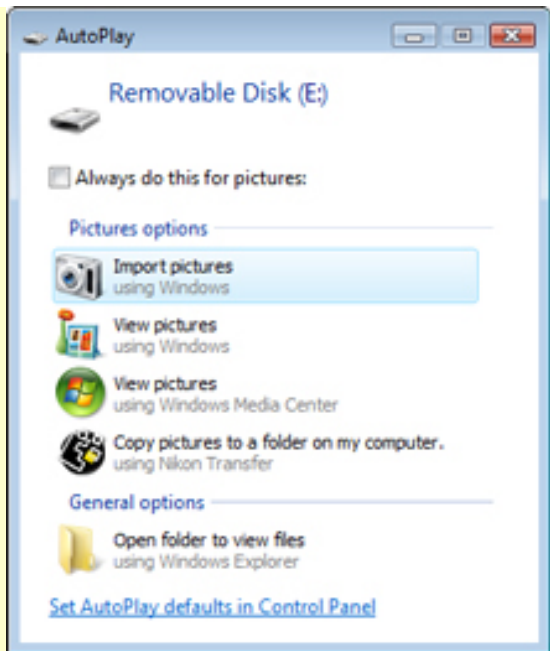 AutoPlay
Removable Disk (E:)
Always do this for pictures:
Pictures options
Import pictures
using Windows
View pictures
using Windows
View pictures
using Windows Media Center
Copy pictures to a folder on my computer.
using Nikon Transfer
General options
Open folder to view files
using Windows Explorer
Set AutoPlay defaults in Control Panel